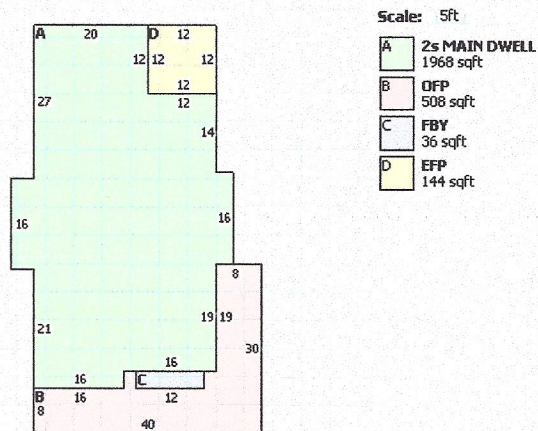 Scale: 5ft
A 2s MAIN DWELL
1968 sqft
B OFP
508 sqft
C FBY
36 sqft
D EFP
144 sqft
A 20 D 12
12 12 12
12
27 12
14
16 16
8
21 19 19
30
16
16 C
B 16 12
8
40